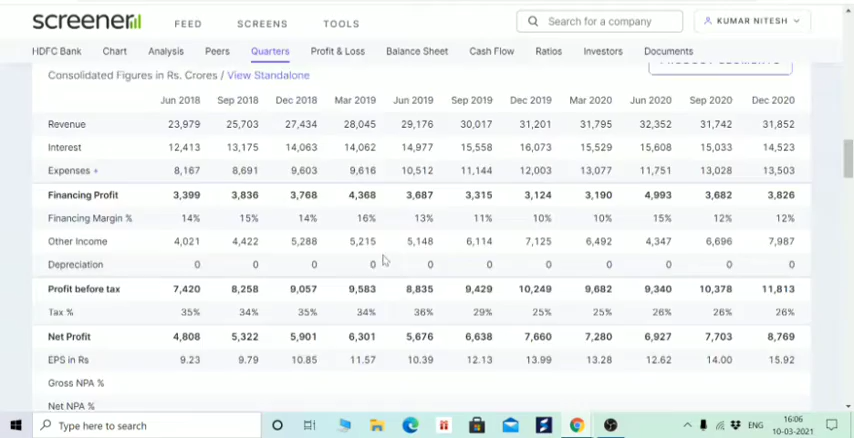 screener
FEED SCREENS TOOLS
Search for a company
KUMAR NITESH
HDFC Bank Chart Analysis Peers Quarters Profit & Loss Balance Sheet Cash Flow Ratios Investors Documents
Consolidated Figures in Rs. Crores / View Standalone
PRODUCT SEGMENTS
Jun 2018 Sep 2018 Dec 2018 Mar 2019 Jun 2019 Sep 2019 Dec 2019 Mar 2020 Jun 2020 Sep 2020 Dec 2020
Revenue 23,979 25,703 27,434 28,045 29,176 30,017 31,201 31,795 32,352 31,742 31,852
Interest 12,413 13,175 14,063 14,062 14,977 15,558 16,073 15,529 15,608 15,033 14,523
Expenses + 8,167 8,691 9,603 9,616 10,512 11,144 12,003 13,077 11,751 13,028 13,503
Financing Profit 3,399 3,836 3,768 4,368 3,687 3,315 3,124 3,190 4,993 3,682 3,826
Financing Margin % 14% 15% 14% 16% 13% 11% 10% 10% 15% 12% 12%
Other Income 4,021 4,422 5,288 5,215 5,148 6,114 7,125 6,492 4,347 6,696 7,987
Depreciation 0 0 0 0 0 0 0 0 0 0 0
Profit before tax 7,420 8,258 9,057 9,583 8,835 9,429 10,249 9,682 9,340 10,378 11,813
Tax % 35% 34% 35% 34% 36% 29% 25% 25% 26% 26% 26%
Net Profit 4,808 5,322 5,901 6,301 5,676 6,638 7,660 7,280 6,927 7,703 8,769
EPS in Rs 9.23 9.79 10.85 11.57 10.39 12.13 13.99 13.28 12.62 14.00 15.92
Gross NPA %
Net NPA %
Type here to search
ENG
16:06
10-03-2021